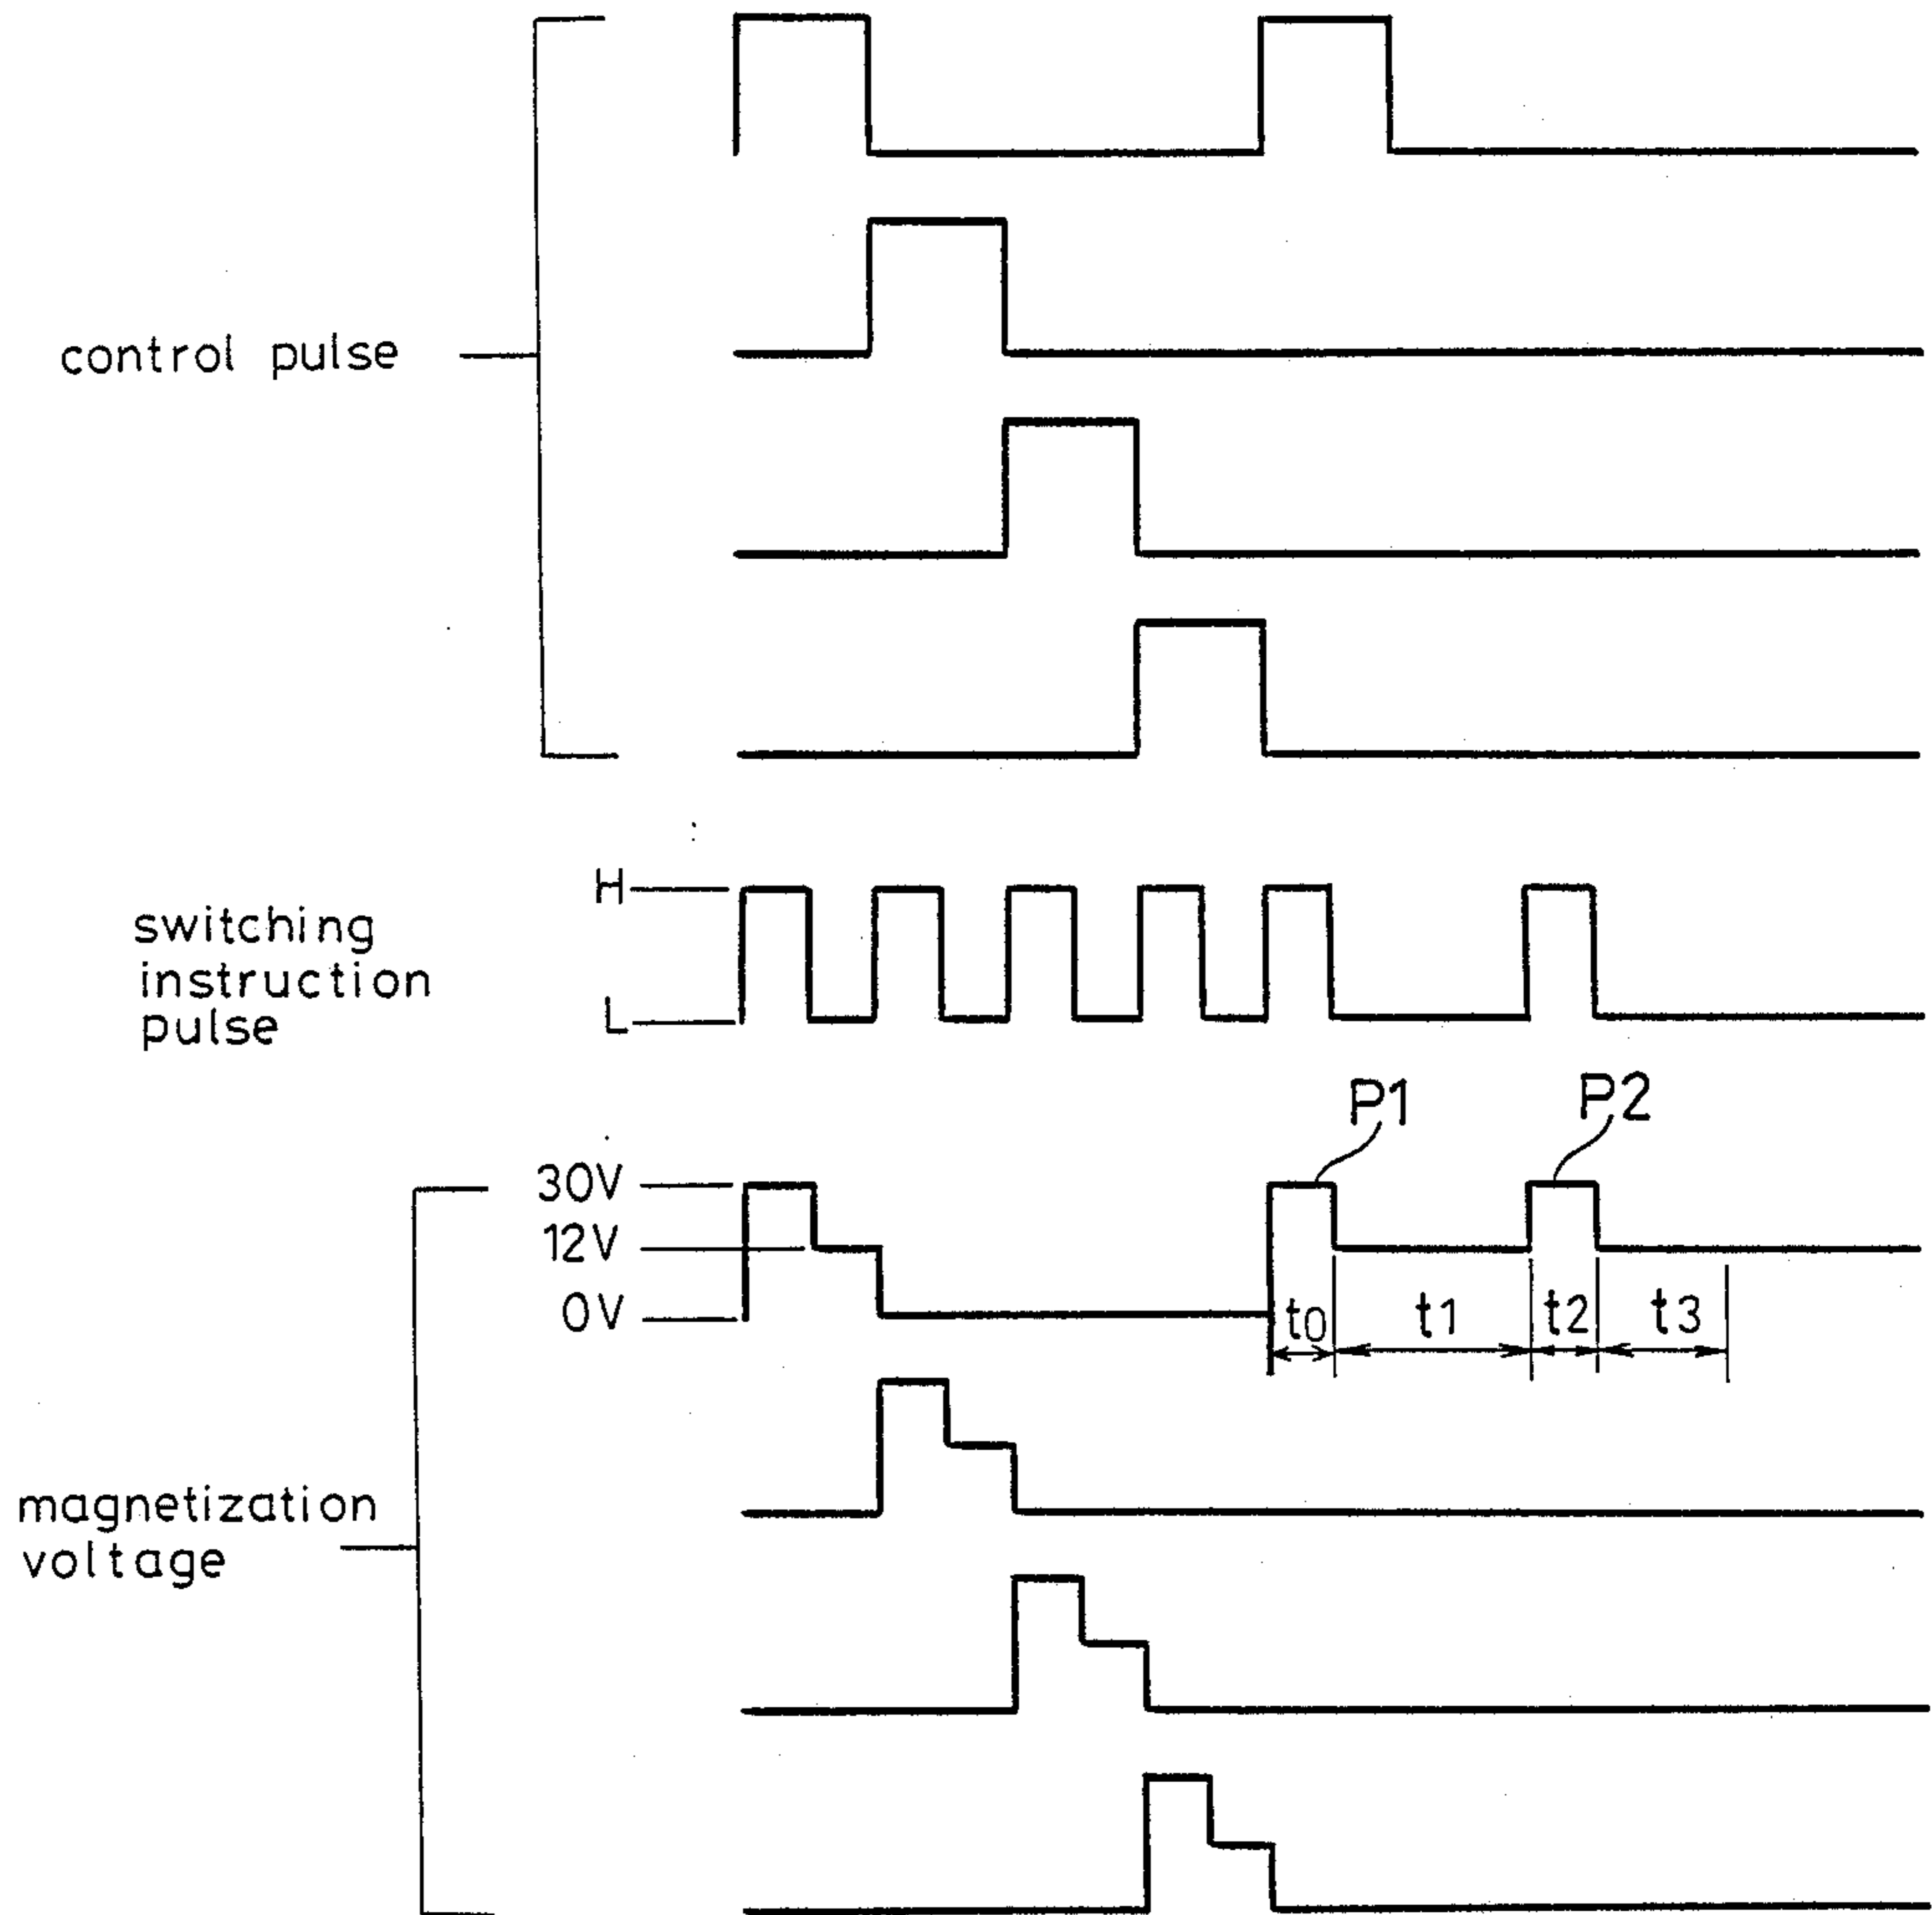 control pulse
H
switching
instruction
pulse
L
P1
P2
30V
12V
0V
t0
t1
t2
t3
magnetization
voltage